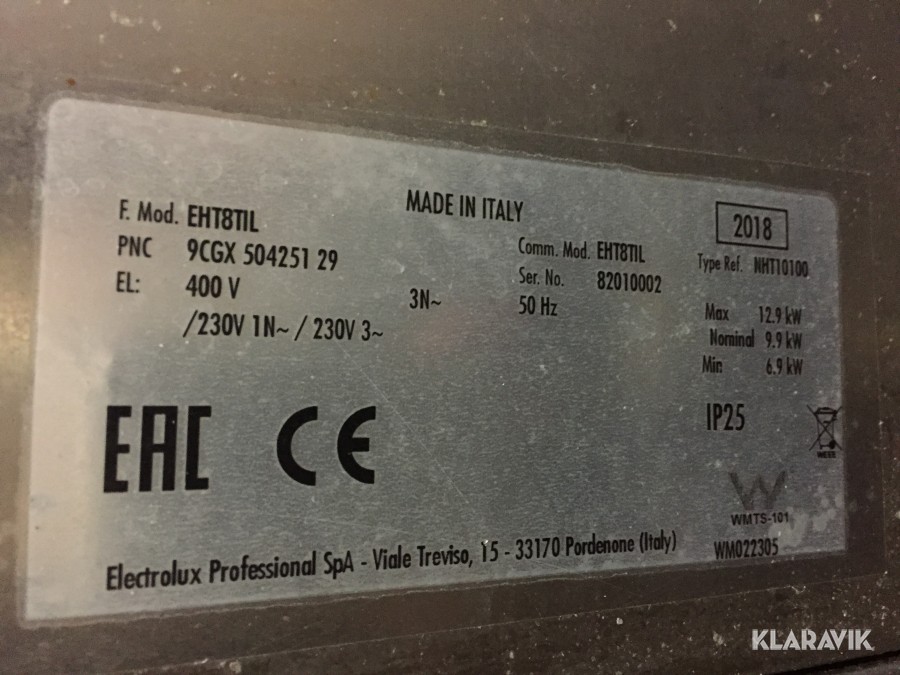 MADE IN ITALY
2018
F. Mod. EHT8TIL
Comm. Mod. EHT8TIL
Type Ref. NHT10100
PNC 9CGX 504251 29
Ser. No. 82010002
EL: 400 V 3N~ 50 Hz
/230V 1N~ / 230V 3~
Max 12.9 kW
Nominal 9.9 kW
Min 6.9 kW
EAC CE
IP25
WEEE
WMTS-101
WM022305
Electrolux Professional SpA - Viale Treviso, 15 - 33170 Pordenone (Italy)
KLARAVIK